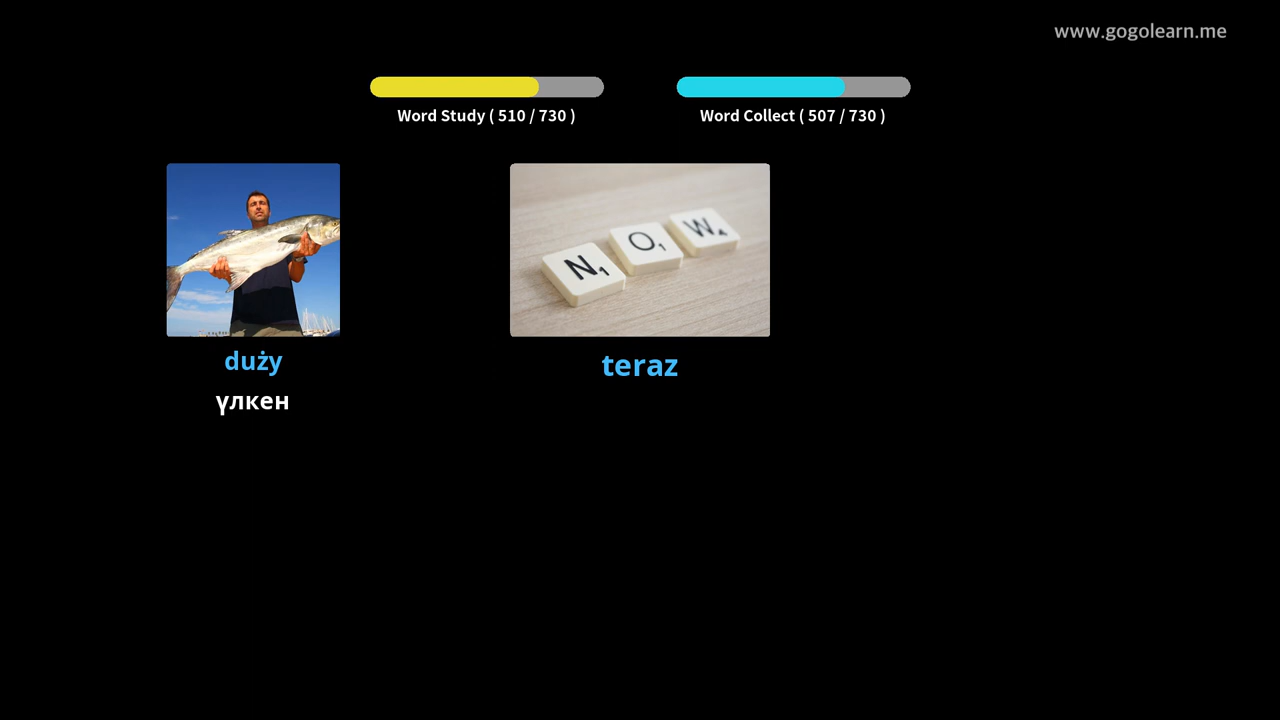 www.gogolearn.me
Word Study ( 510 / 730 )
Word Collect ( 507 / 730 )
NOW
duży
үлкен
teraz